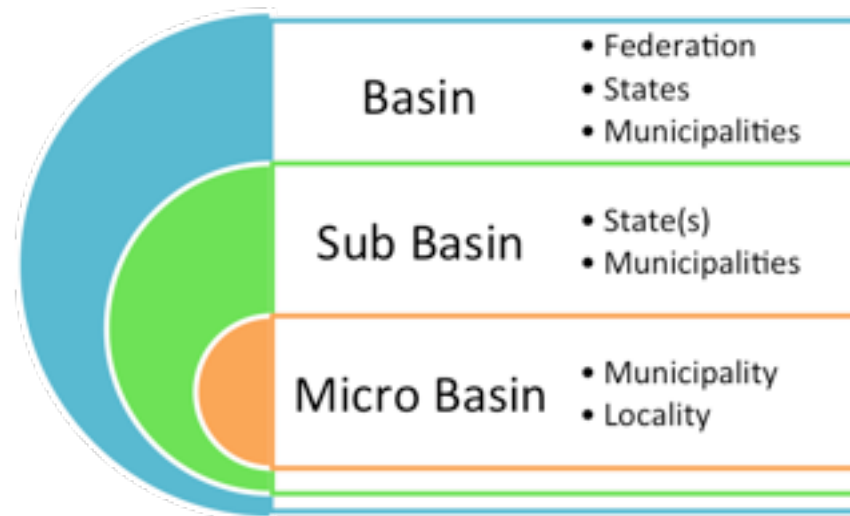 Basin
• Federation
• States
• Municipalities
Sub Basin
• State(s)
• Municipalities
Micro Basin
• Municipality
• Locality